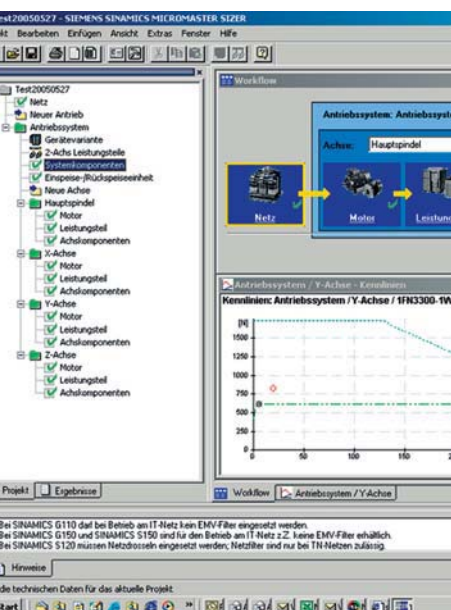 est20050527 - SIEMENS SINAMICS MICROMASTER SIZER
kt Bearbeiten Einfügen Ansicht Extras Fenster Hilfe
Test20050527
Netz
Neuer Antrieb
Antriebssystem
Gerätevariante
2-Achs Leistungsteile
Systemkomponenten
Einspeise-/Rückspeiseeinheit
Neue Achse
Hauptspindel
Motor
Leistungsteil
Achskomponenten
X-Achse
Motor
Leistungsteil
Achskomponenten
Y-Achse
Motor
Leistungsteil
Achskomponenten
Z-Achse
Motor
Leistungsteil
Achskomponenten
Projekt Ergebnisse
Workflow
Antriebssystem: Antriebssyst
Achse: Hauptspindel
Netz Motor Leistun
Antriebssystem / Y-Achse - Kennlinien
Kennlinien: Antriebssystem / Y-Achse / 1FN3300-1W
[N]
1500
1250
1000
750
500
250
0
0 50 100 150 2
Workflow Antriebssystem / Y-Achse
Bei SINAMICS G110 darf bei Betrieb am IT-Netz kein EMV-Filter eingesetzt werden.
Bei SINAMICS G150 und SINAMICS S150 sind für den Betrieb am IT-Netz z.Z. keine EMV-Filter erhältlich.
Bei SINAMICS S120 müssen Netzdrosseln eingesetzt werden; Netzfilter sind nur bei TN-Netzen zulässig.
Hinweise
die technischen Daten für das aktuelle Projekt
Start